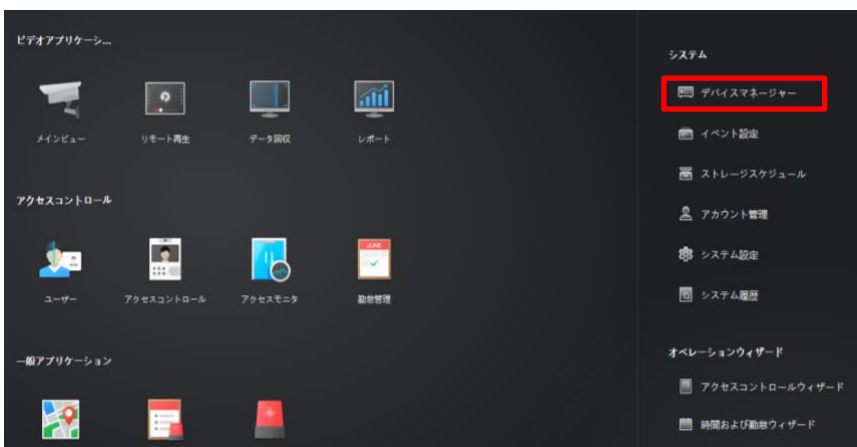 ビデオアプリケーシ...
メインビュー
リモート再生
データ回収
レポート
アクセスコントロール
ユーザー
アクセスコントロール
アクセスモニタ
JUNE
勤怠管理
一般アプリケーション
システム
デバイスマネージャー
イベント設定
ストレージスケジュール
アカウント管理
システム設定
システム履歴
オペレーションウィザード
アクセスコントロールウィザード
時間および勤怠ウィザード